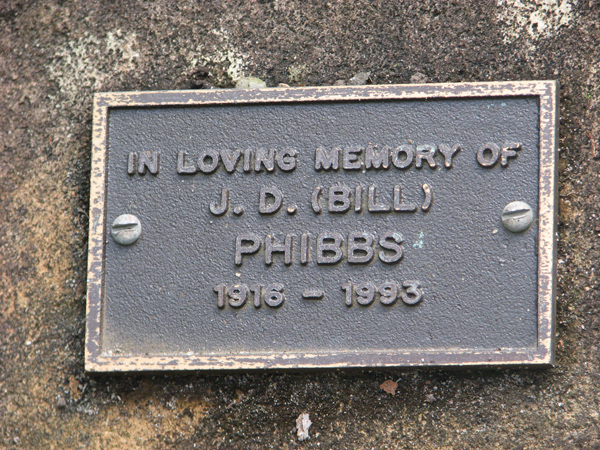 IN LOVING MEMORY OF
J. D. (BILL)
PHIBBS
1916 - 1993